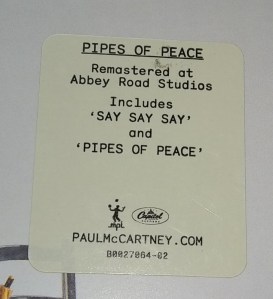 PIPES OF PEACE
Remastered at
Abbey Road Studios
Includes
'SAY SAY SAY'
and
'PIPES OF PEACE'
mpl Capitol
PAULMcCARTNEY.COM
B0027064-02